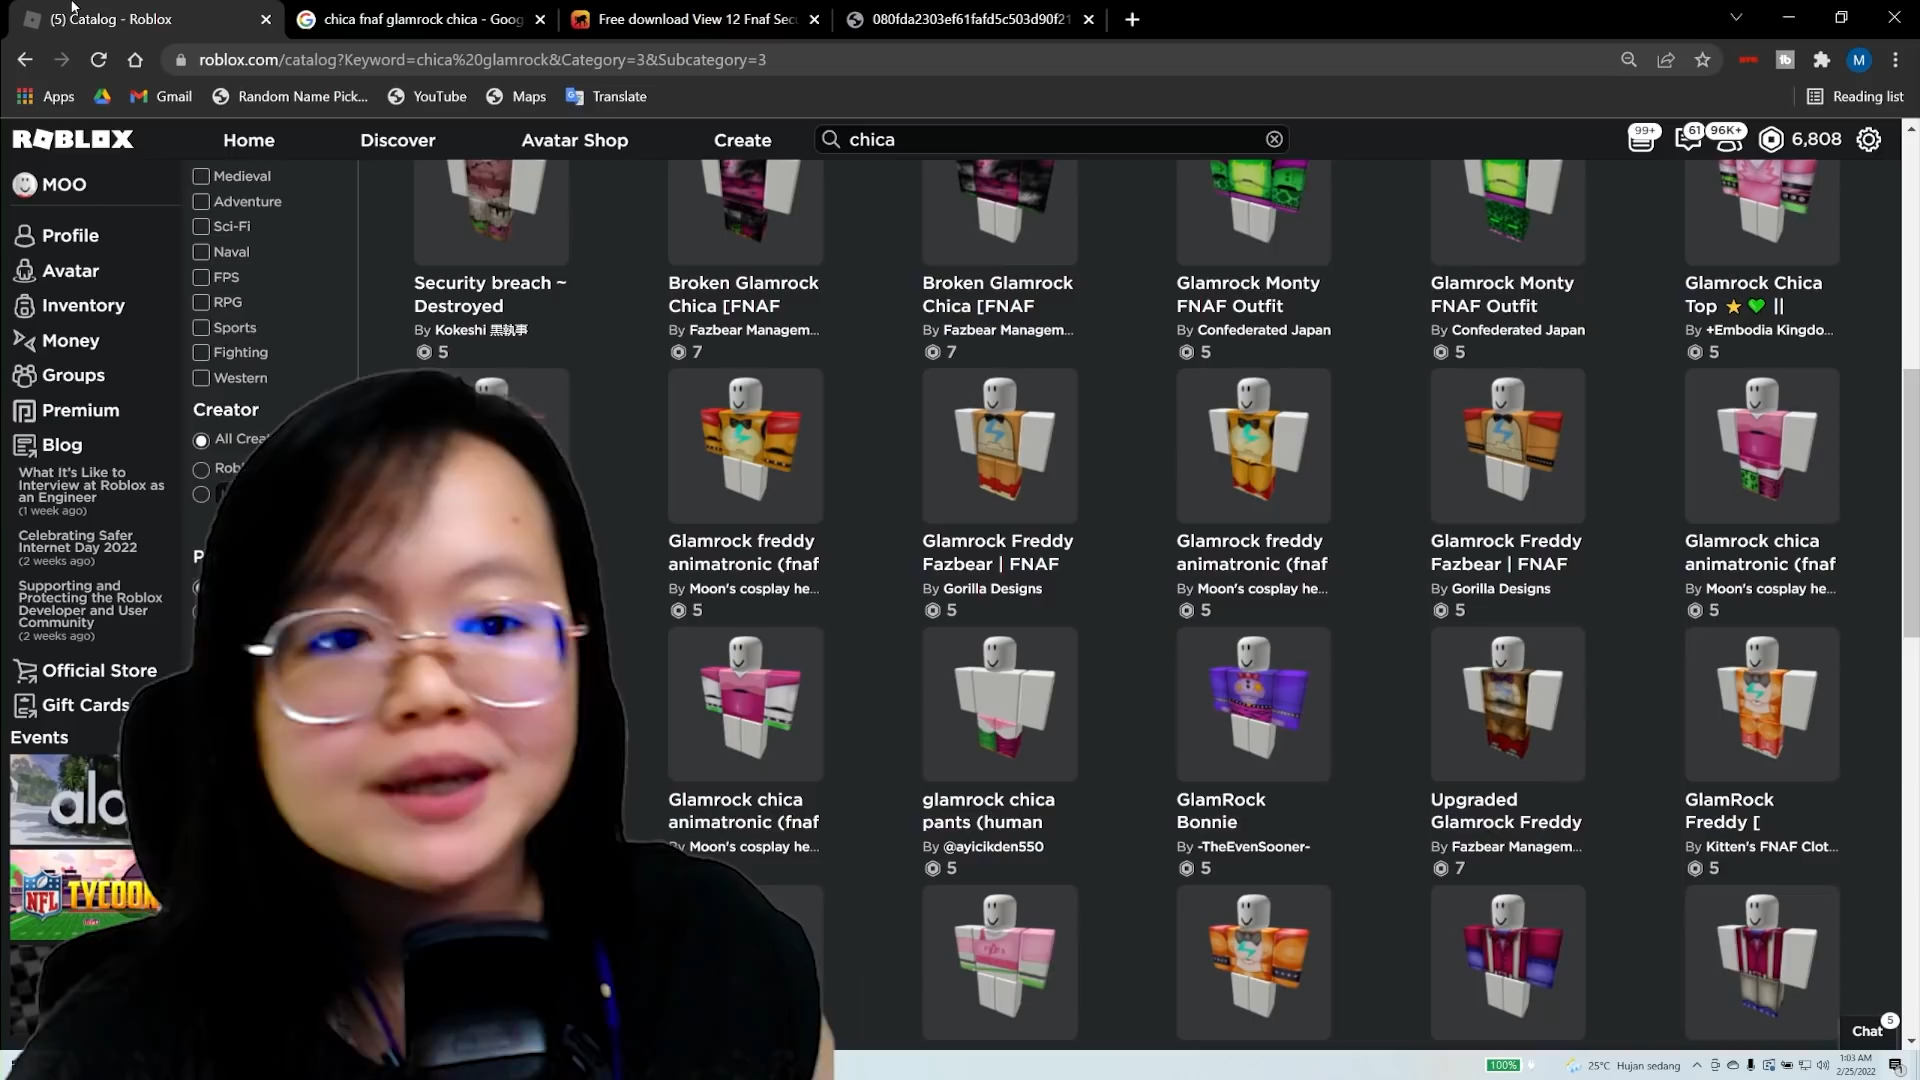 (5) Catalog - Roblox
chica fnaf glamrock chica - Goog
Free download View 12 Fnaf Secu
080fda2303ef61fafd5c503d90f21
roblox.com/catalog?Keyword=chica%20glamrock&Category=3&Subcategory=3
Apps
Gmail
Random Name Pick...
YouTube
Maps
Translate
Reading list
ROBLOX
Home
Discover
Avatar Shop
Create
chica
99+
61
96K+
6,808
MOO
Profile
Avatar
Inventory
Money
Groups
Premium
Blog
What It's Like to
Interview at Roblox as
an Engineer
(1 week ago)
Celebrating Safer
Internet Day 2022
(2 weeks ago)
Supporting and
Protecting the Roblox
Developer and User
Community
(2 weeks ago)
Official Store
Gift Cards
Events
alo
NFL TYCOON
Medieval
Adventure
Sci-Fi
Naval
FPS
RPG
Sports
Fighting
Western
Creator
All Crea
Rob
Security breach ~
Destroyed
By Kokeshi 黒執事
5
Broken Glamrock
Chica [FNAF
By Fazbear Managem...
7
Broken Glamrock
Chica [FNAF
By Fazbear Managem...
7
Glamrock Monty
FNAF Outfit
By Confederated Japan
5
Glamrock Monty
FNAF Outfit
By Confederated Japan
5
Glamrock Chica
Top ⭐💚 ||
By +Embodia Kingdo...
5
Glamrock freddy
animatronic (fnaf
By Moon's cosplay he...
5
Glamrock Freddy
Fazbear | FNAF
By Gorilla Designs
5
Glamrock freddy
animatronic (fnaf
By Moon's cosplay he...
5
Glamrock Freddy
Fazbear | FNAF
By Gorilla Designs
5
Glamrock chica
animatronic (fnaf
By Moon's cosplay he...
5
Glamrock chica
animatronic (fnaf
By Moon's cosplay he...
glamrock chica
pants (human
By @ayicikden550
5
GlamRock
Bonnie
By -TheEvenSooner-
5
Upgraded
Glamrock Freddy
By Fazbear Managem...
7
GlamRock
Freddy [
By Kitten's FNAF Clot...
5
Chat
5
100%
25°C Hujan sedang
1:03 AM
2/25/2022